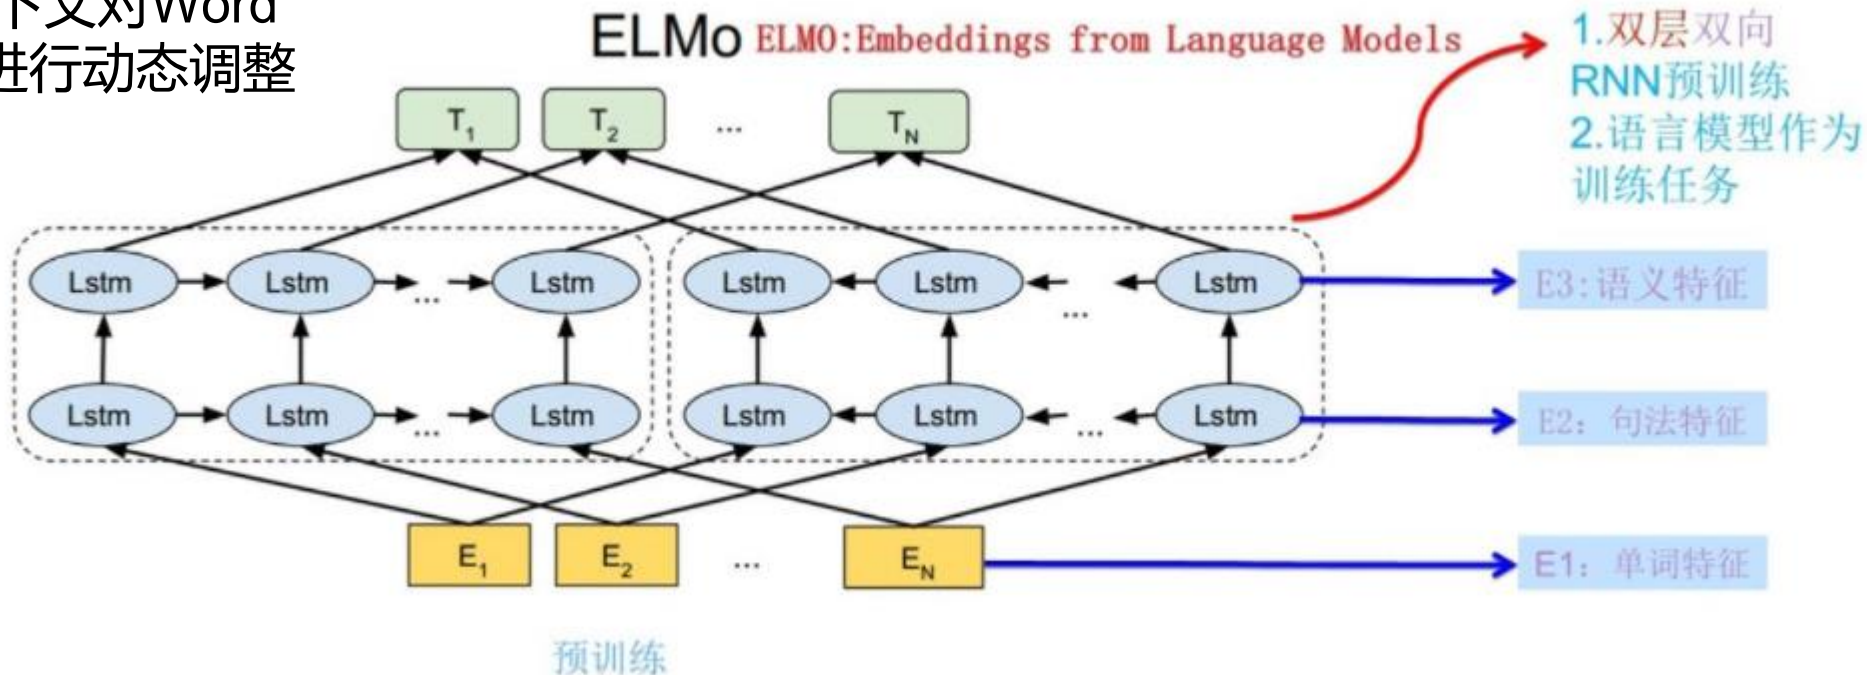 下文对Word
进行动态调整
ELMo ELMO:Embeddings from Language Models
1.双层双向
RNN预训练
2.语言模型作为
训练任务
T1 T2 ... TN
Lstm Lstm ... Lstm Lstm Lstm ... Lstm
E3:语义特征
Lstm Lstm ... Lstm Lstm Lstm ... Lstm
E2：句法特征
E1 E2 ... EN
E1：单词特征
预训练